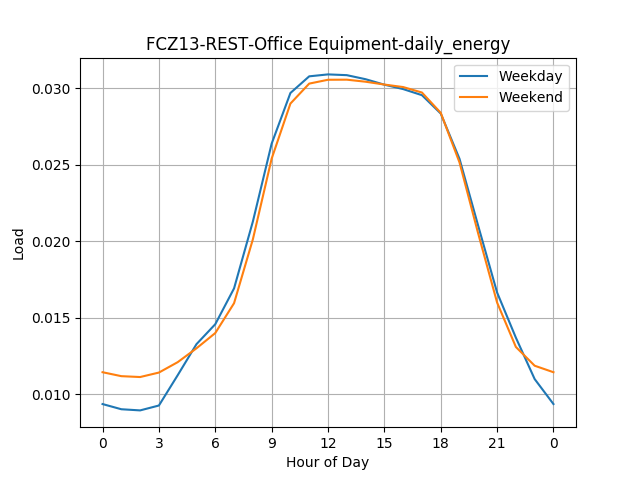 FCZ13-REST-Office Equipment-daily_energy
Weekday
Weekend
Load
0.030
0.025
0.020
0.015
0.010
0 3 6 9 12 15 18 21 0
Hour of Day